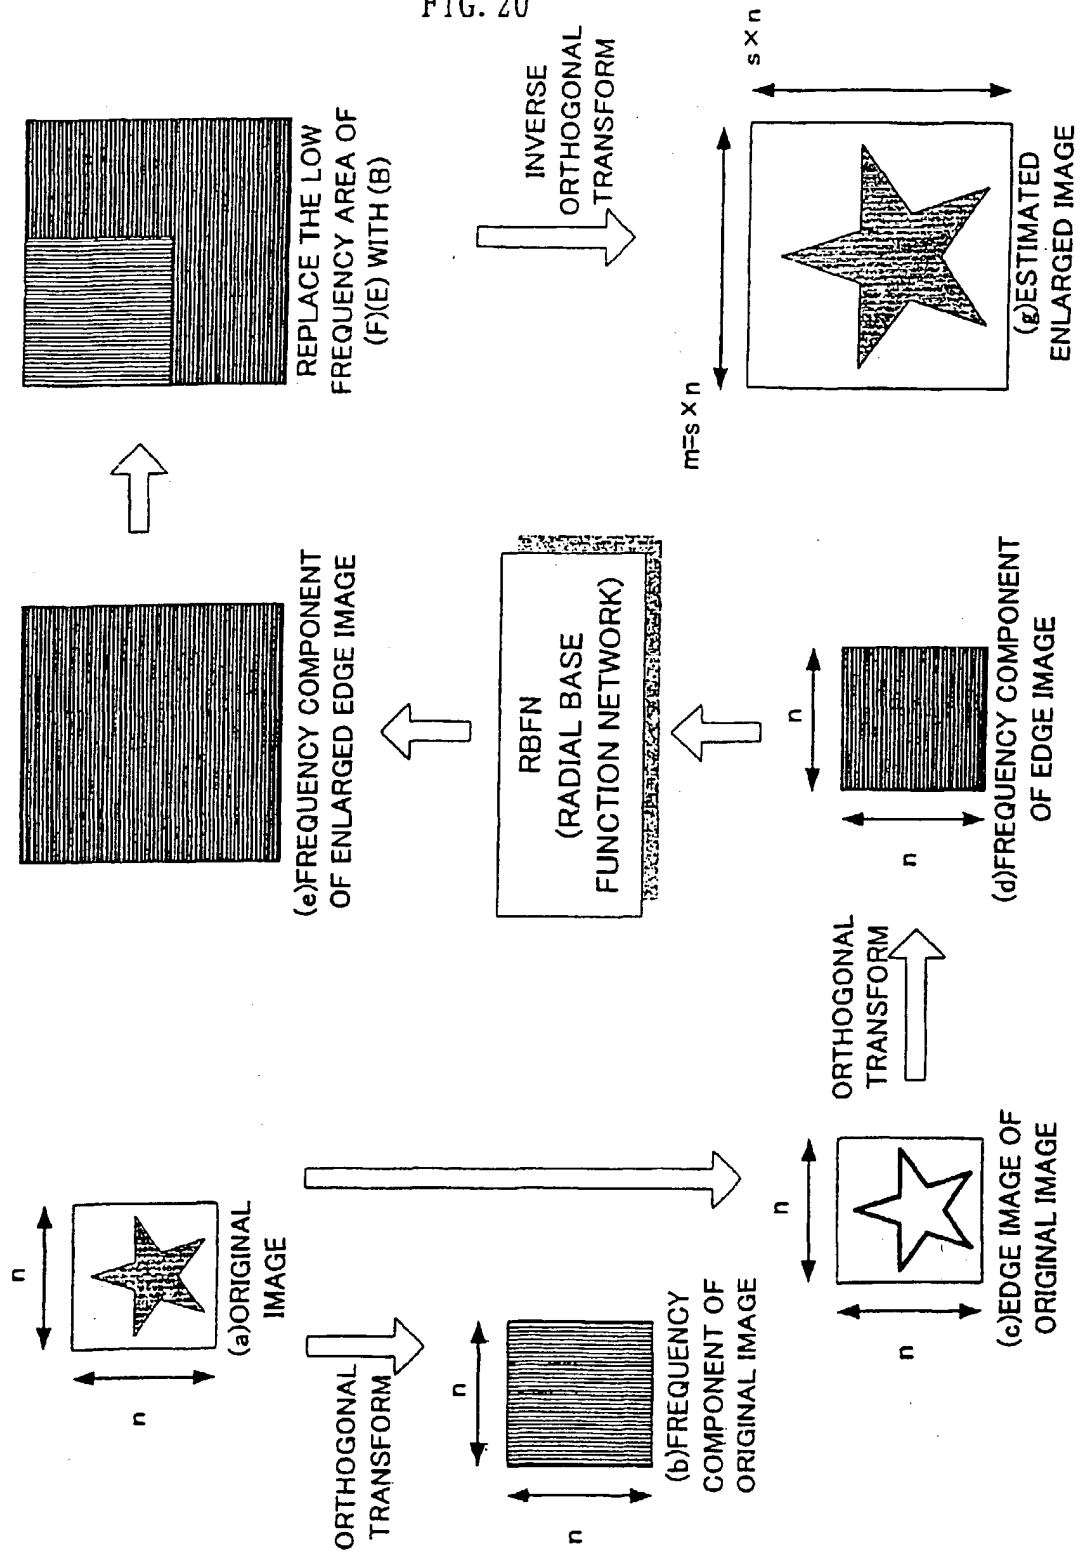 FIG. 20
n
n
(a)ORIGINAL
IMAGE
ORTHOGONAL
TRANSFORM
n
n
(b)FREQUENCY
COMPONENT OF
ORIGINAL IMAGE
n
n
(c)EDGE IMAGE OF
ORIGINAL IMAGE
ORTHOGONAL
TRANSFORM
n
n
(d)FREQUENCY COMPONENT
OF EDGE IMAGE
RBFN
(RADIAL BASE
FUNCTION NETWORK)
(e)FREQUENCY COMPONENT
OF ENLARGED EDGE IMAGE
REPLACE THE LOW
FREQUENCY AREA OF
(F)(E) WITH (B)
INVERSE
ORTHOGONAL
TRANSFORM
m=s×n
s×n
(g)ESTIMATED
ENLARGED IMAGE